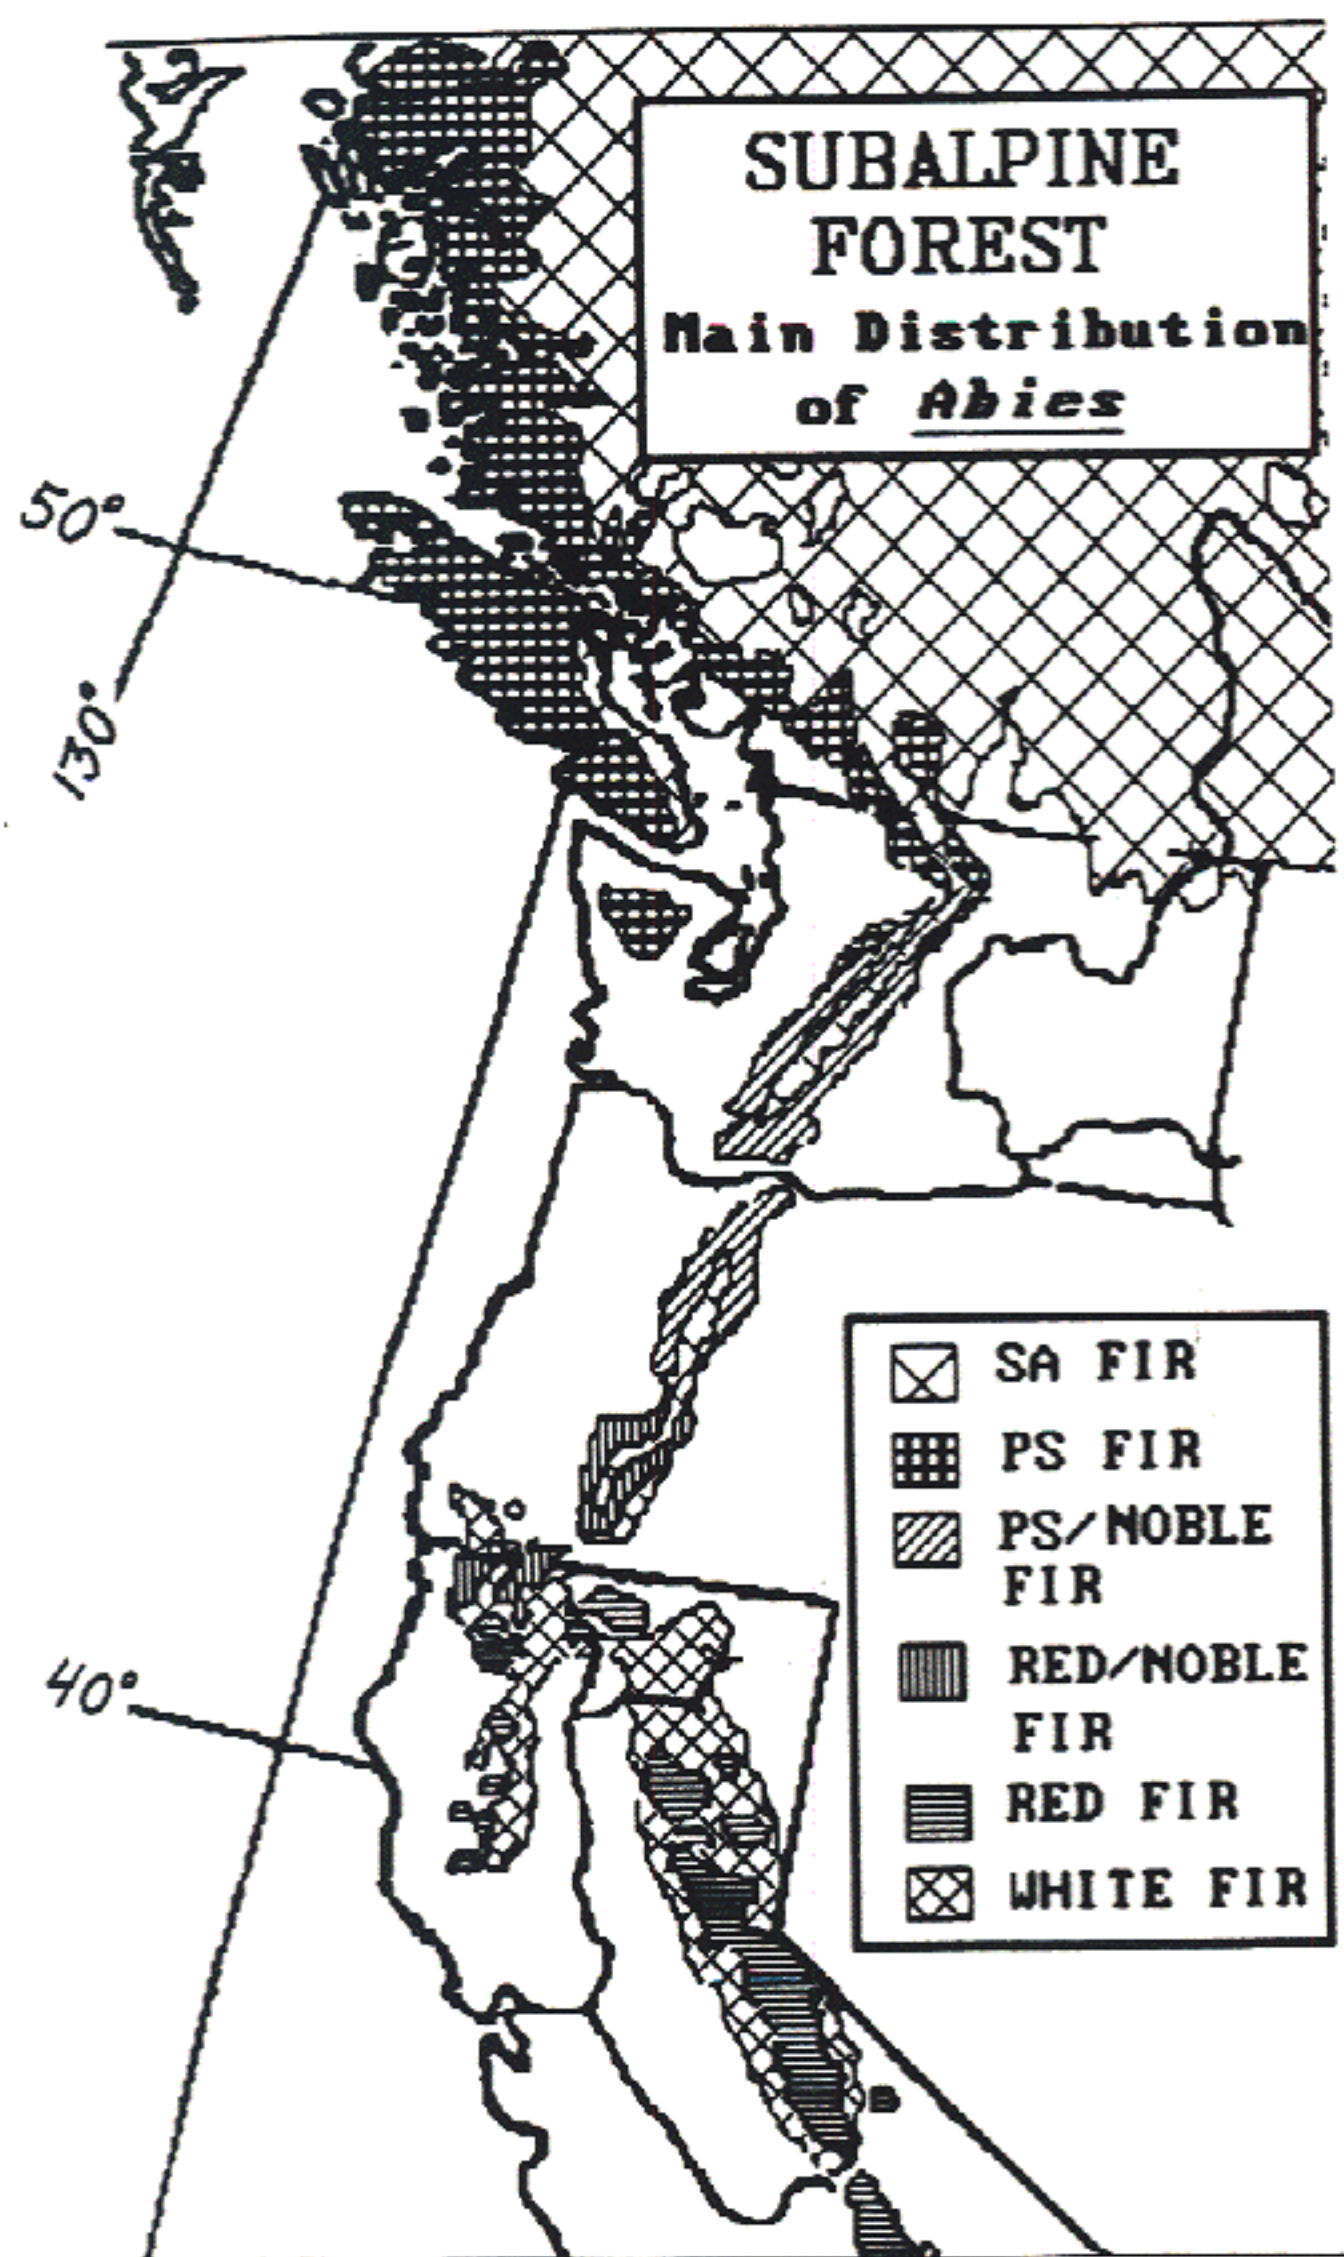 SUBALPINE
FOREST
Main Distribution
of Abies
50°
130°
SA FIR
PS FIR
PS/NOBLE
FIR
RED/NOBLE
FIR
RED FIR
WHITE FIR
40°